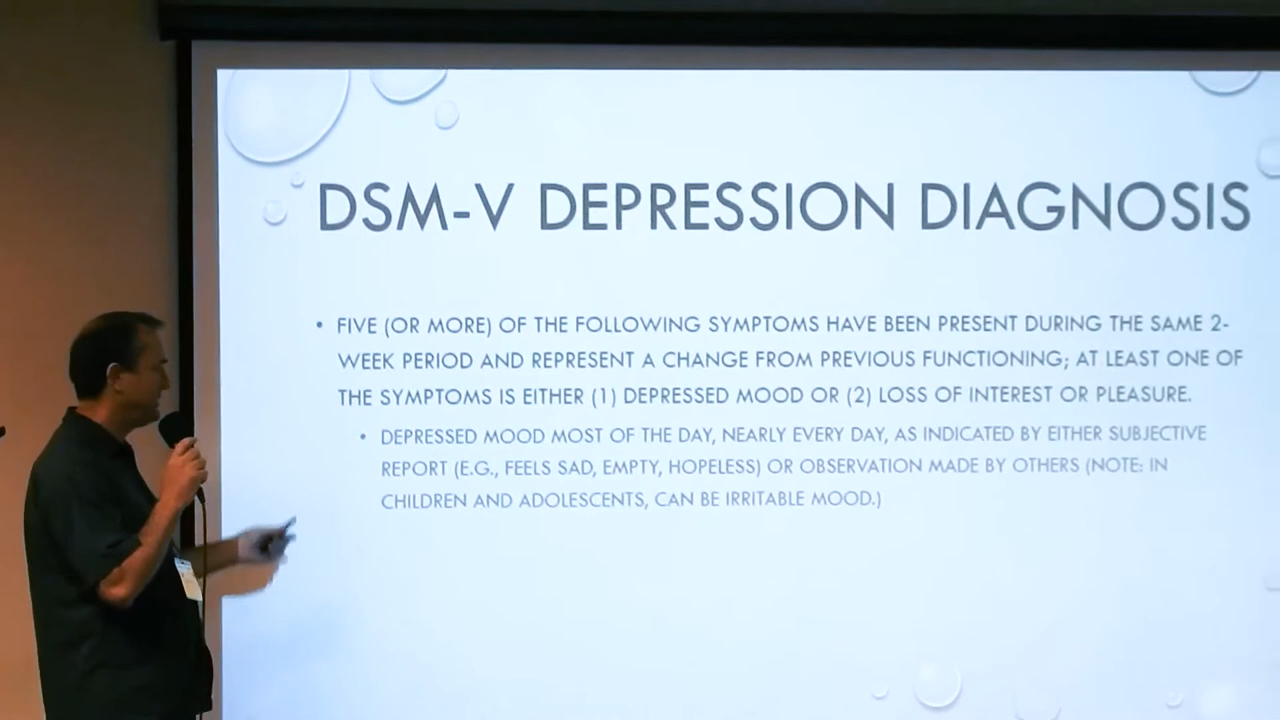 DSM-V DEPRESSION DIAGNOSIS
• FIVE (OR MORE) OF THE FOLLOWING SYMPTOMS HAVE BEEN PRESENT DURING THE SAME 2-
WEEK PERIOD AND REPRESENT A CHANGE FROM PREVIOUS FUNCTIONING; AT LEAST ONE OF
THE SYMPTOMS IS EITHER (1) DEPRESSED MOOD OR (2) LOSS OF INTEREST OR PLEASURE.
• DEPRESSED MOOD MOST OF THE DAY, NEARLY EVERY DAY, AS INDICATED BY EITHER SUBJECTIVE
REPORT (E.G., FEELS SAD, EMPTY, HOPELESS) OR OBSERVATION MADE BY OTHERS (NOTE: IN
CHILDREN AND ADOLESCENTS, CAN BE IRRITABLE MOOD.)